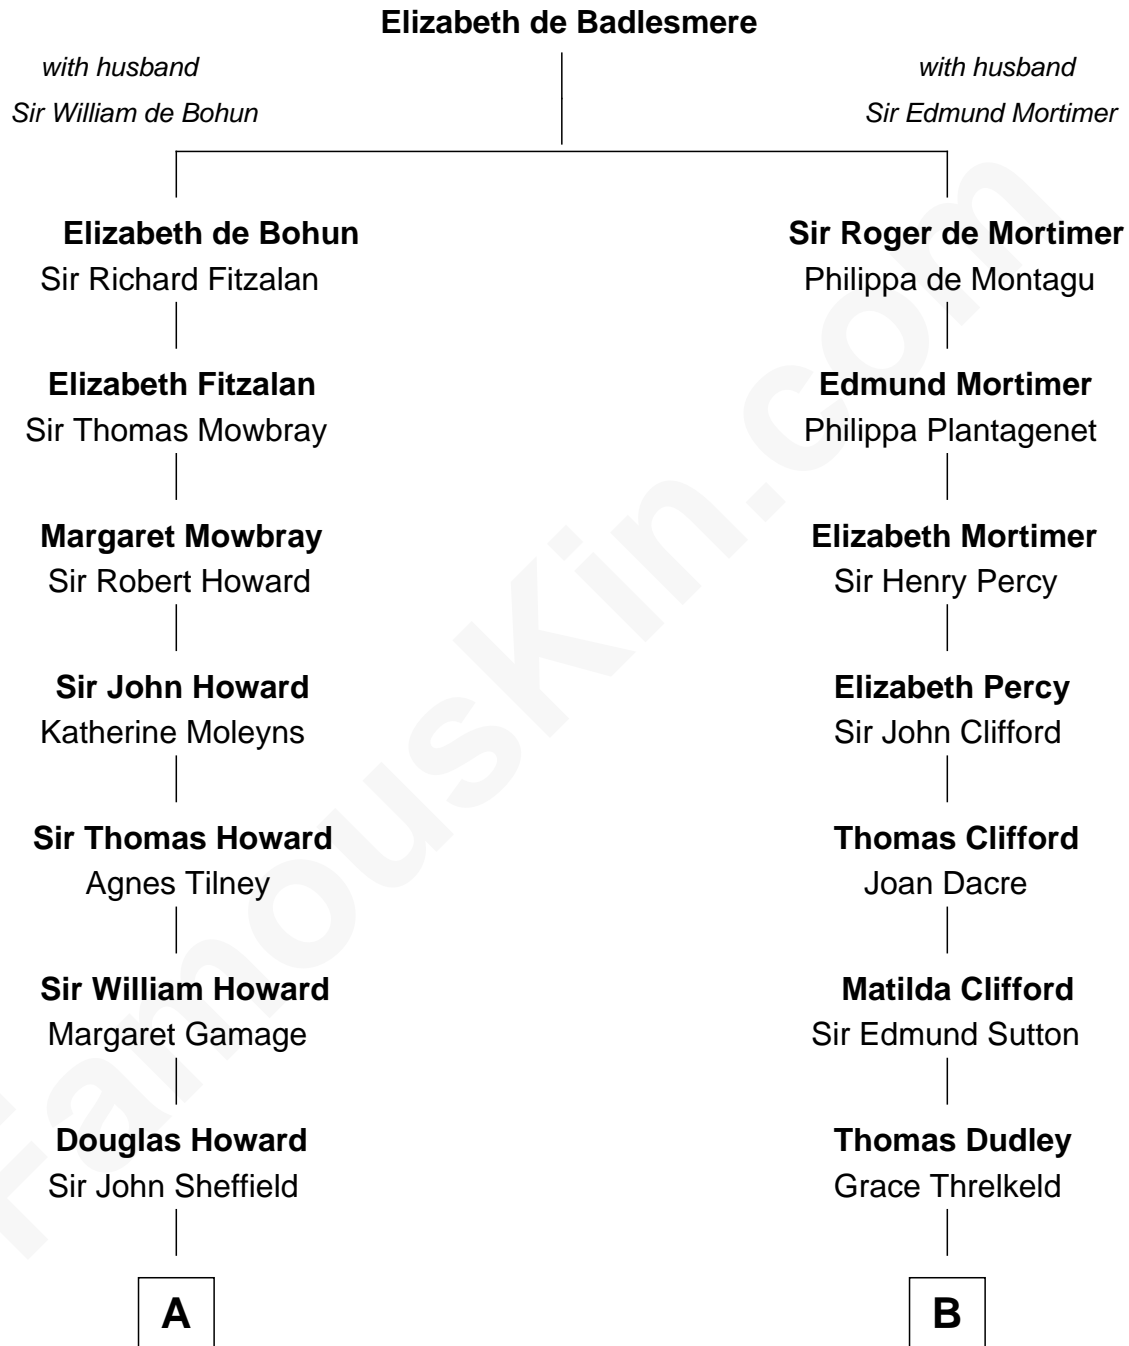 Elizabeth de Badlesmere
with husband
Sir William de Bohun
with husband
Sir Edmund Mortimer
Elizabeth de Bohun
Sir Richard Fitzalan
Sir Roger de Mortimer
Philippa de Montagu
Elizabeth Fitzalan
Sir Thomas Mowbray
Edmund Mortimer
Philippa Plantagenet
Margaret Mowbray
Sir Robert Howard
Elizabeth Mortimer
Sir Henry Percy
Sir John Howard
Katherine Moleyns
Elizabeth Percy
Sir John Clifford
Sir Thomas Howard
Agnes Tilney
Thomas Clifford
Joan Dacre
Sir William Howard
Margaret Gamage
Matilda Clifford
Sir Edmund Sutton
Douglas Howard
Sir John Sheffield
Thomas Dudley
Grace Threlkeld
A
B
FamousKin.com